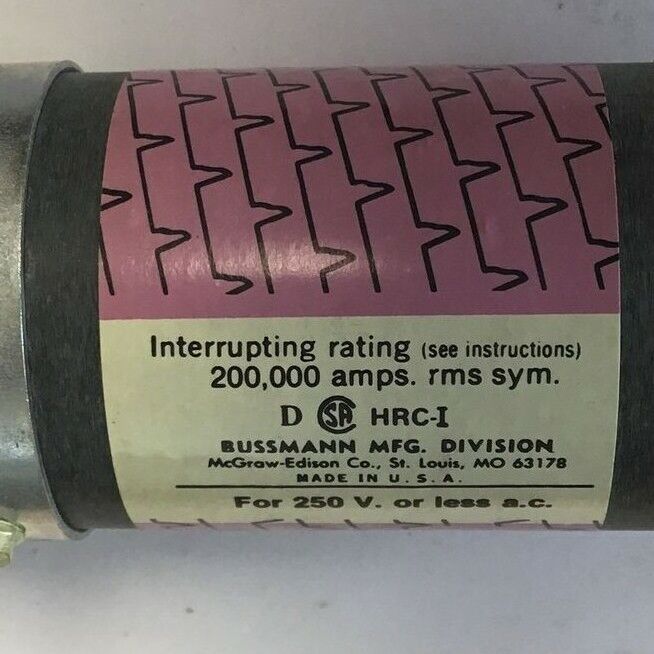 Interrupting rating (see instructions)
200,000 amps. rms sym.
D SA HRC-I
BUSSMANN MFG. DIVISION
McGraw-Edison Co., St. Louis, MO 63178
MADE IN U. S. A.
For 250 V. or less a.c.